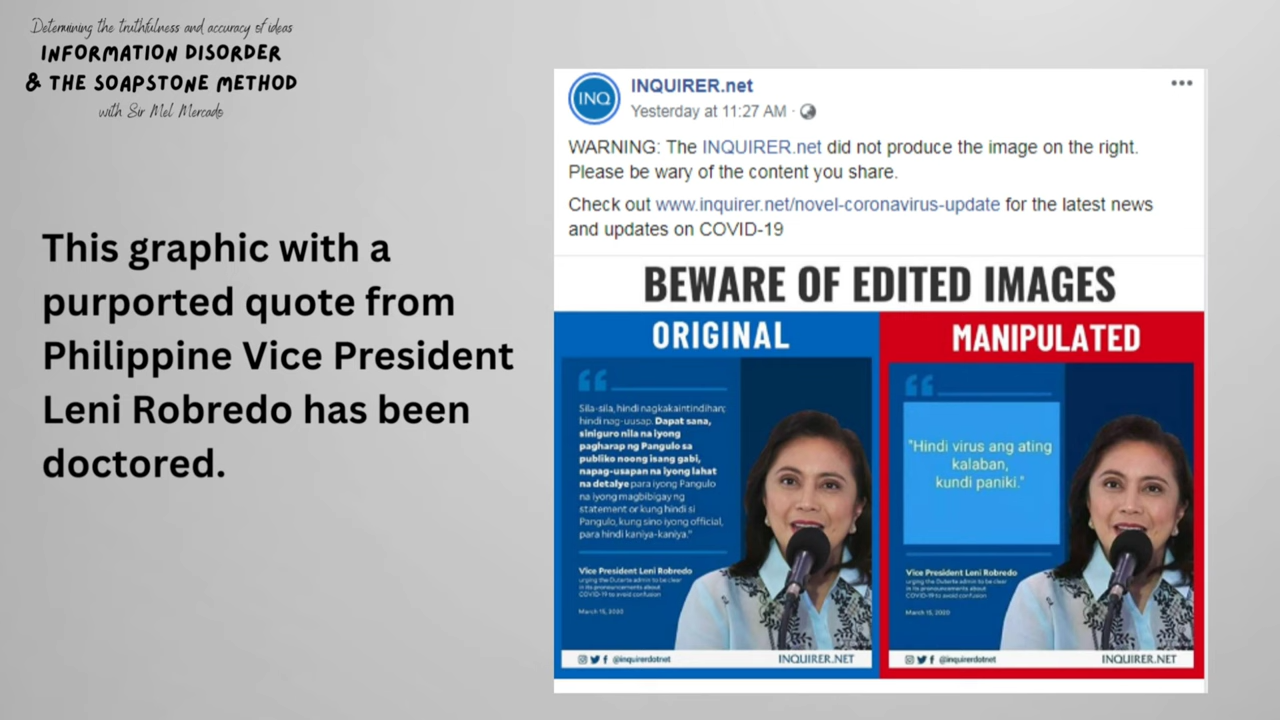 Determining the truthfulness and accuracy of ideas
INFORMATION DISORDER
& THE SOAPSTONE METHOD
with Sir Mel Mercado
This graphic with a
purported quote from
Philippine Vice President
Leni Robredo has been
doctored.
INQ
INQUIRER.net
Yesterday at 11:27 AM ·
WARNING: The INQUIRER.net did not produce the image on the right.
Please be wary of the content you share.
Check out www.inquirer.net/novel-coronavirus-update for the latest news
and updates on COVID-19
BEWARE OF EDITED IMAGES
ORIGINAL
Sila-sila, hindi nagkakaintindihan;
hindi nag-uusap. Dapat sana,
siniguro nila na iyong
pagharap ng Pangulo sa
publiko noong isang gabi,
napag-usapan na iyong lahat
na detalye para iyong Pangulo
na iyong magbibigay ng
statement or kung hindi si
Pangulo, kung sino iyong official,
para hindi kaniya-kaniya."
Vice President Leni Robredo
urging the Duterte admin to be clear
in its pronouncements about
COVID-19 to avoid confusion
March 15, 2020
@inquirerdotnet
INQUIRER.NET
MANIPULATED
"Hindi virus ang ating
kalaban,
kundi paniki."
Vice President Leni Robredo
urging the Duterte admin to be clear
in its pronouncements about
COVID-19 to avoid confusion
March 15, 2020
@inquirerdotnet
INQUIRER.NET